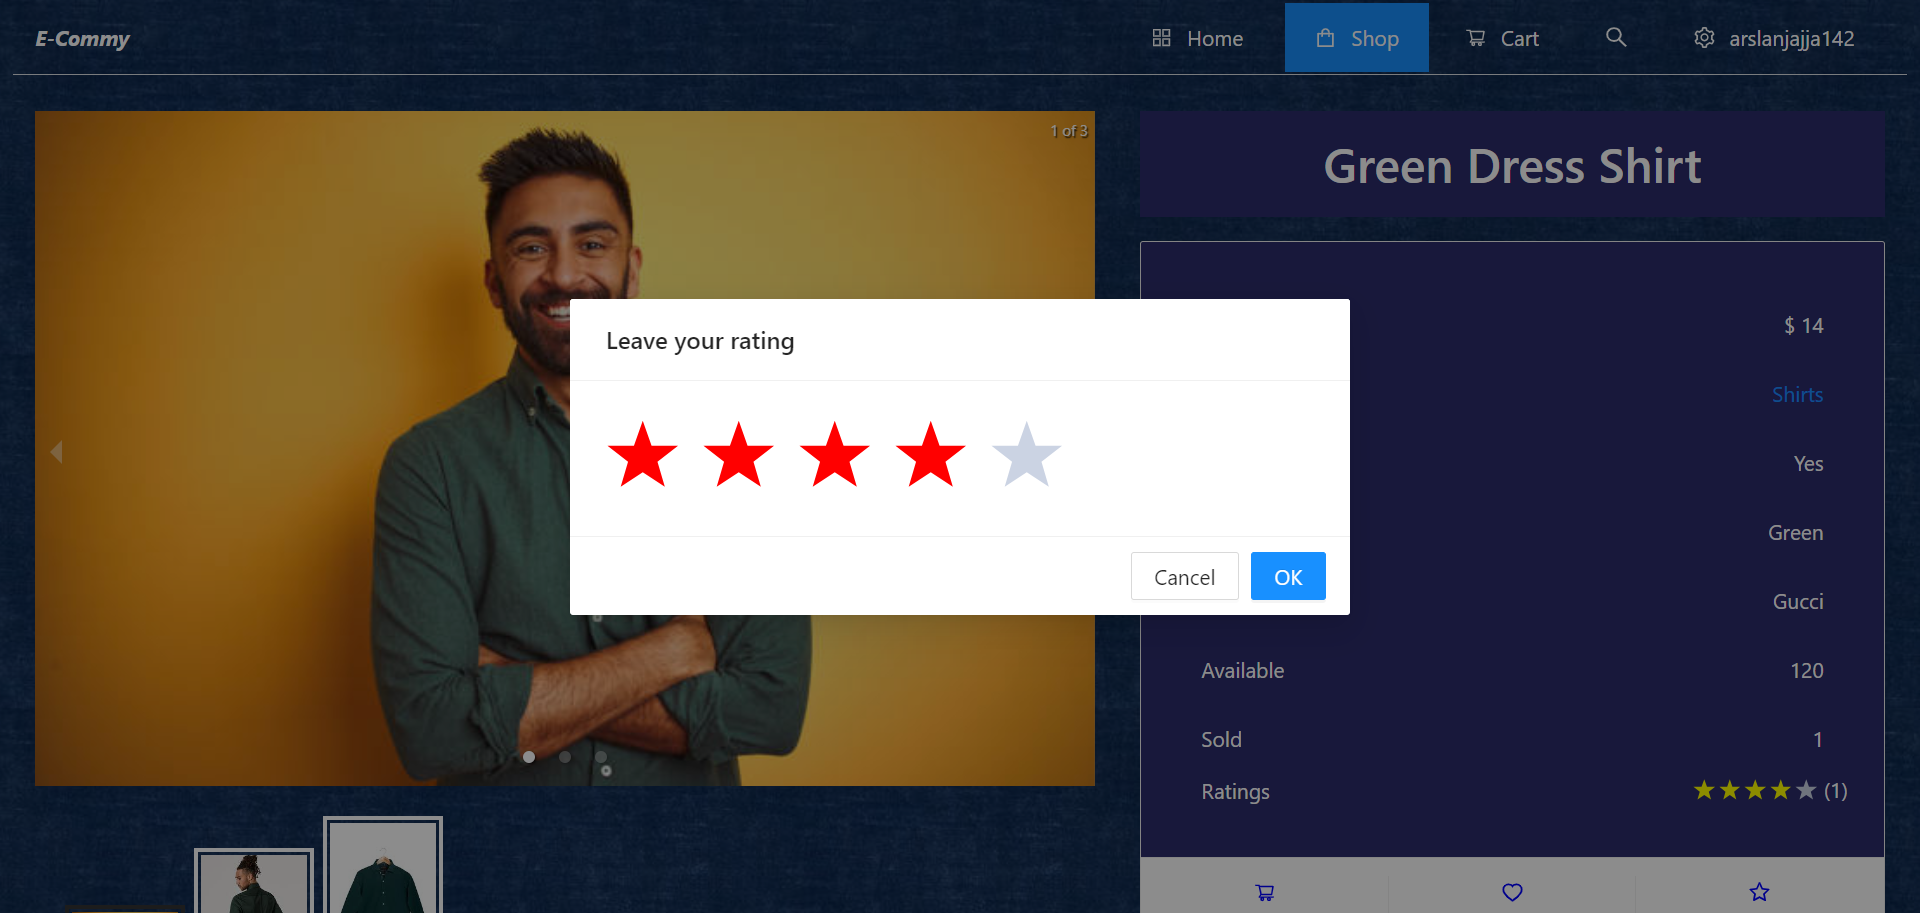 E-Commy
Home
Shop
Cart
arslanjajja142
1 of 3
Green Dress Shirt
$ 14
Shirts
Yes
Green
Gucci
Available 120
Sold 1
Ratings (1)
Leave your rating
Cancel
OK